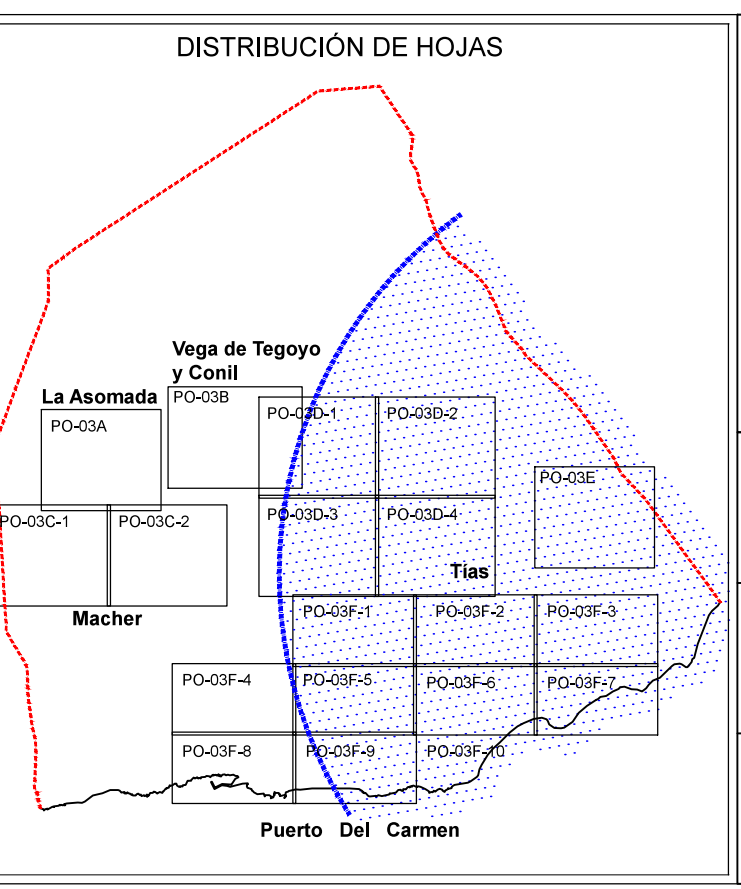 DISTRIBUCIÓN DE HOJAS
Vega de Tegoyo
y Conil
La Asomada
PO-03B
PO-03A
PO-03D-1
PO-03D-2
PO-03E
PO-03C-1
PO-03C-2
PO-03D-3
PO-03D-4
Tías
Macher
PO-03F-1
PO-03F-2
PO-03F-3
PO-03F-4
PO-03F-5
PO-03F-6
PO-03F-7
PO-03F-8
PO-03F-9
PO-03F-10
Puerto Del Carmen